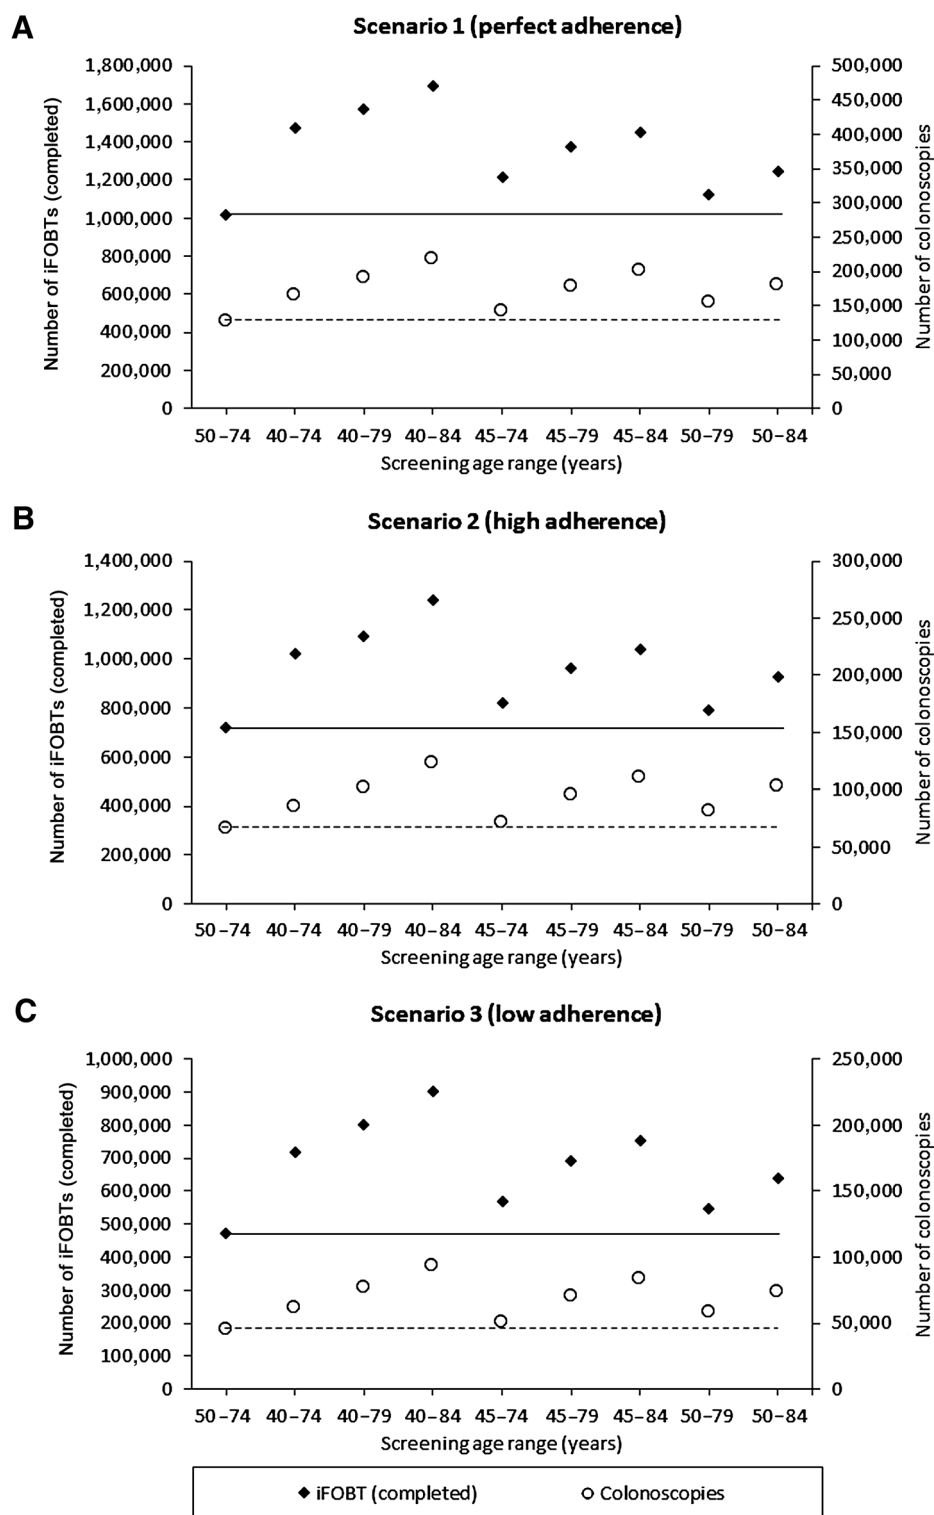 A
Scenario 1 (perfect adherence)
Number of iFOBTs (completed)
1,800,000
1,600,000
1,400,000
1,200,000
1,000,000
800,000
600,000
400,000
200,000
0
500,000
450,000
400,000
350,000
300,000
250,000
200,000
150,000
100,000
50,000
0
Number of colonoscopies
50–74 40–74 40–79 40–84 45–74 45–79 45–84 50–79 50–84
Screening age range (years)
B
Scenario 2 (high adherence)
Number of iFOBTs (completed)
1,400,000
1,200,000
1,000,000
800,000
600,000
400,000
200,000
0
300,000
250,000
200,000
150,000
100,000
50,000
0
Number of colonoscopies
50–74 40–74 40–79 40–84 45–74 45–79 45–84 50–79 50–84
Screening age range (years)
C
Scenario 3 (low adherence)
Number of iFOBTs (completed)
1,000,000
900,000
800,000
700,000
600,000
500,000
400,000
300,000
200,000
100,000
0
250,000
200,000
150,000
100,000
50,000
0
Number of colonoscopies
50–74 40–74 40–79 40–84 45–74 45–79 45–84 50–79 50–84
Screening age range (years)
iFOBT (completed) Colonoscopies